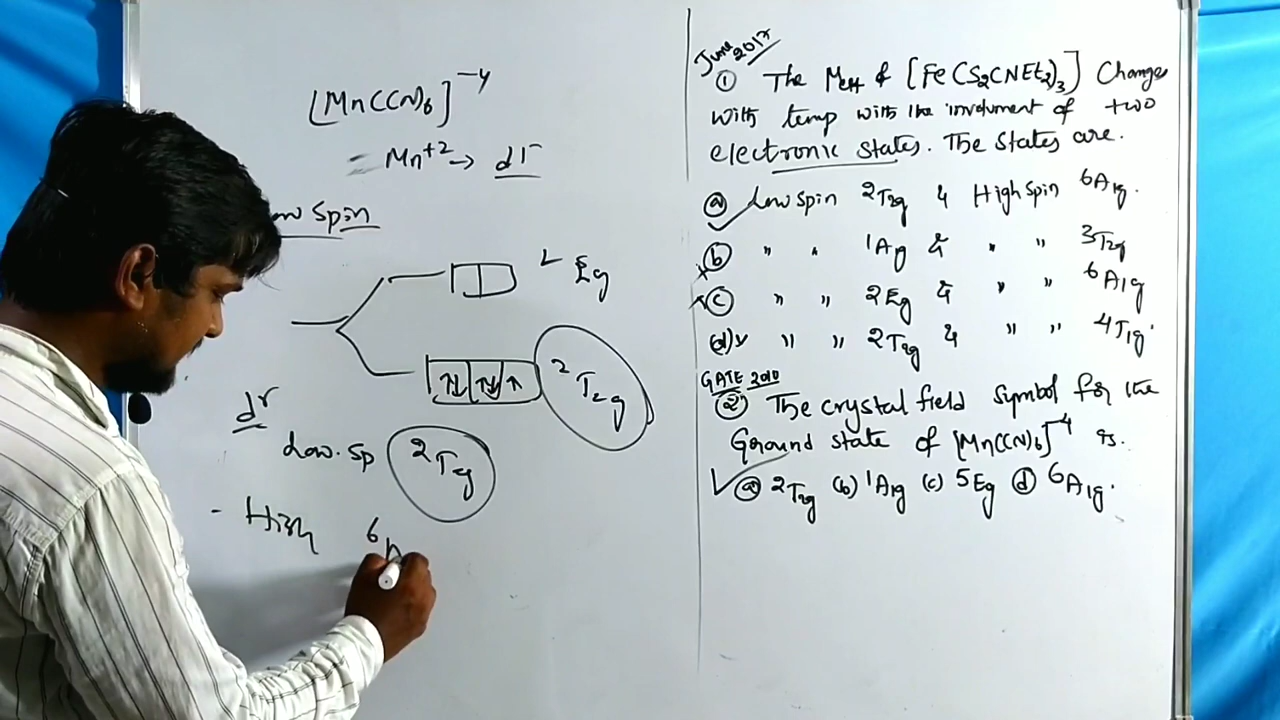 [Mn(CN)6]^-4
= Mn+2 → d5
ow spin
Eg
2T2g
d5
Low. sp 2T2g
- High 6A
June 2017
① The Meff of [Fe(S2CNEt2)3] Change
with temp with the involument of two
electronic states. The states are.
ⓐ Low spin 2T2g & High spin 6A1g.
ⓑ " " 1Ag & " " 3T2g
ⓒ " " 2Eg & " " 6A1g
(d) " " 2T2g & " " 4T1g.
GATE 2010
② The crystal field symbol for the
Ground state of [Mn(CN)6]^-4 is.
ⓐ 2T2g (b) 1A1g (c) 5Eg ⓓ 6A1g.